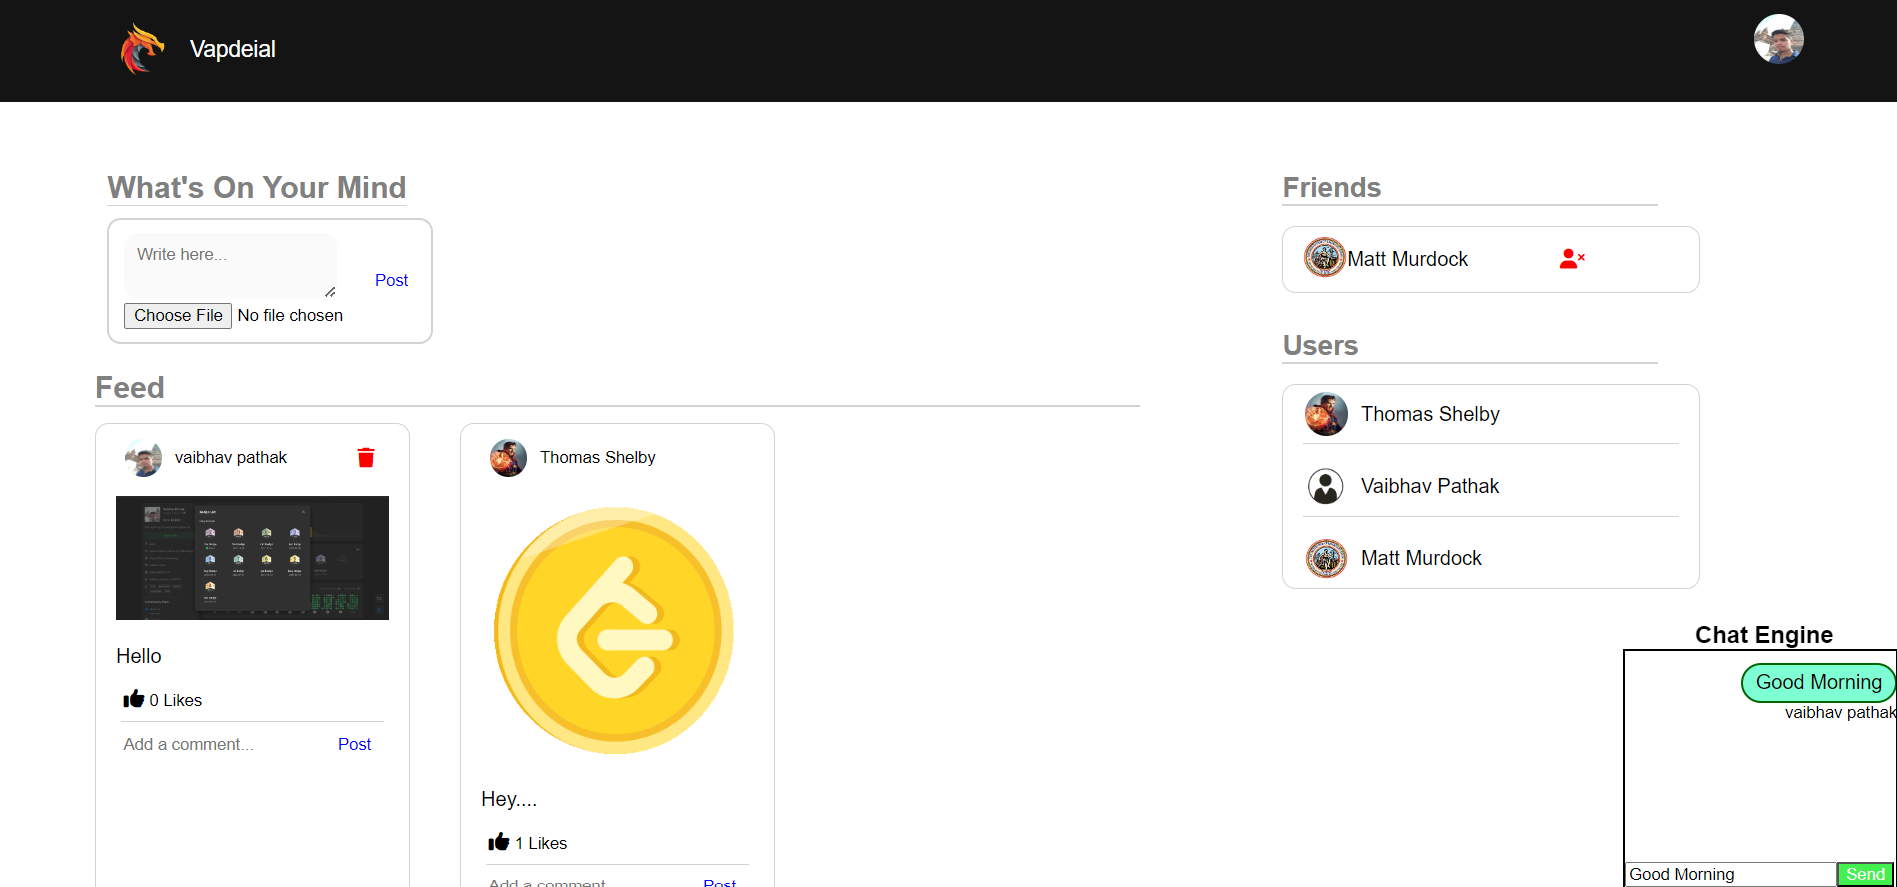 Vapdeial
What's On Your Mind
Write here...
Post
Choose File No file chosen
Feed
vaibhav pathak
Hello
0 Likes
Add a comment...
Post
Thomas Shelby
Hey....
1 Likes
Add a comment
Post
Friends
Matt Murdock
Users
Thomas Shelby
Vaibhav Pathak
Matt Murdock
Chat Engine
Good Morning
vaibhav pathak
Good Morning
Send